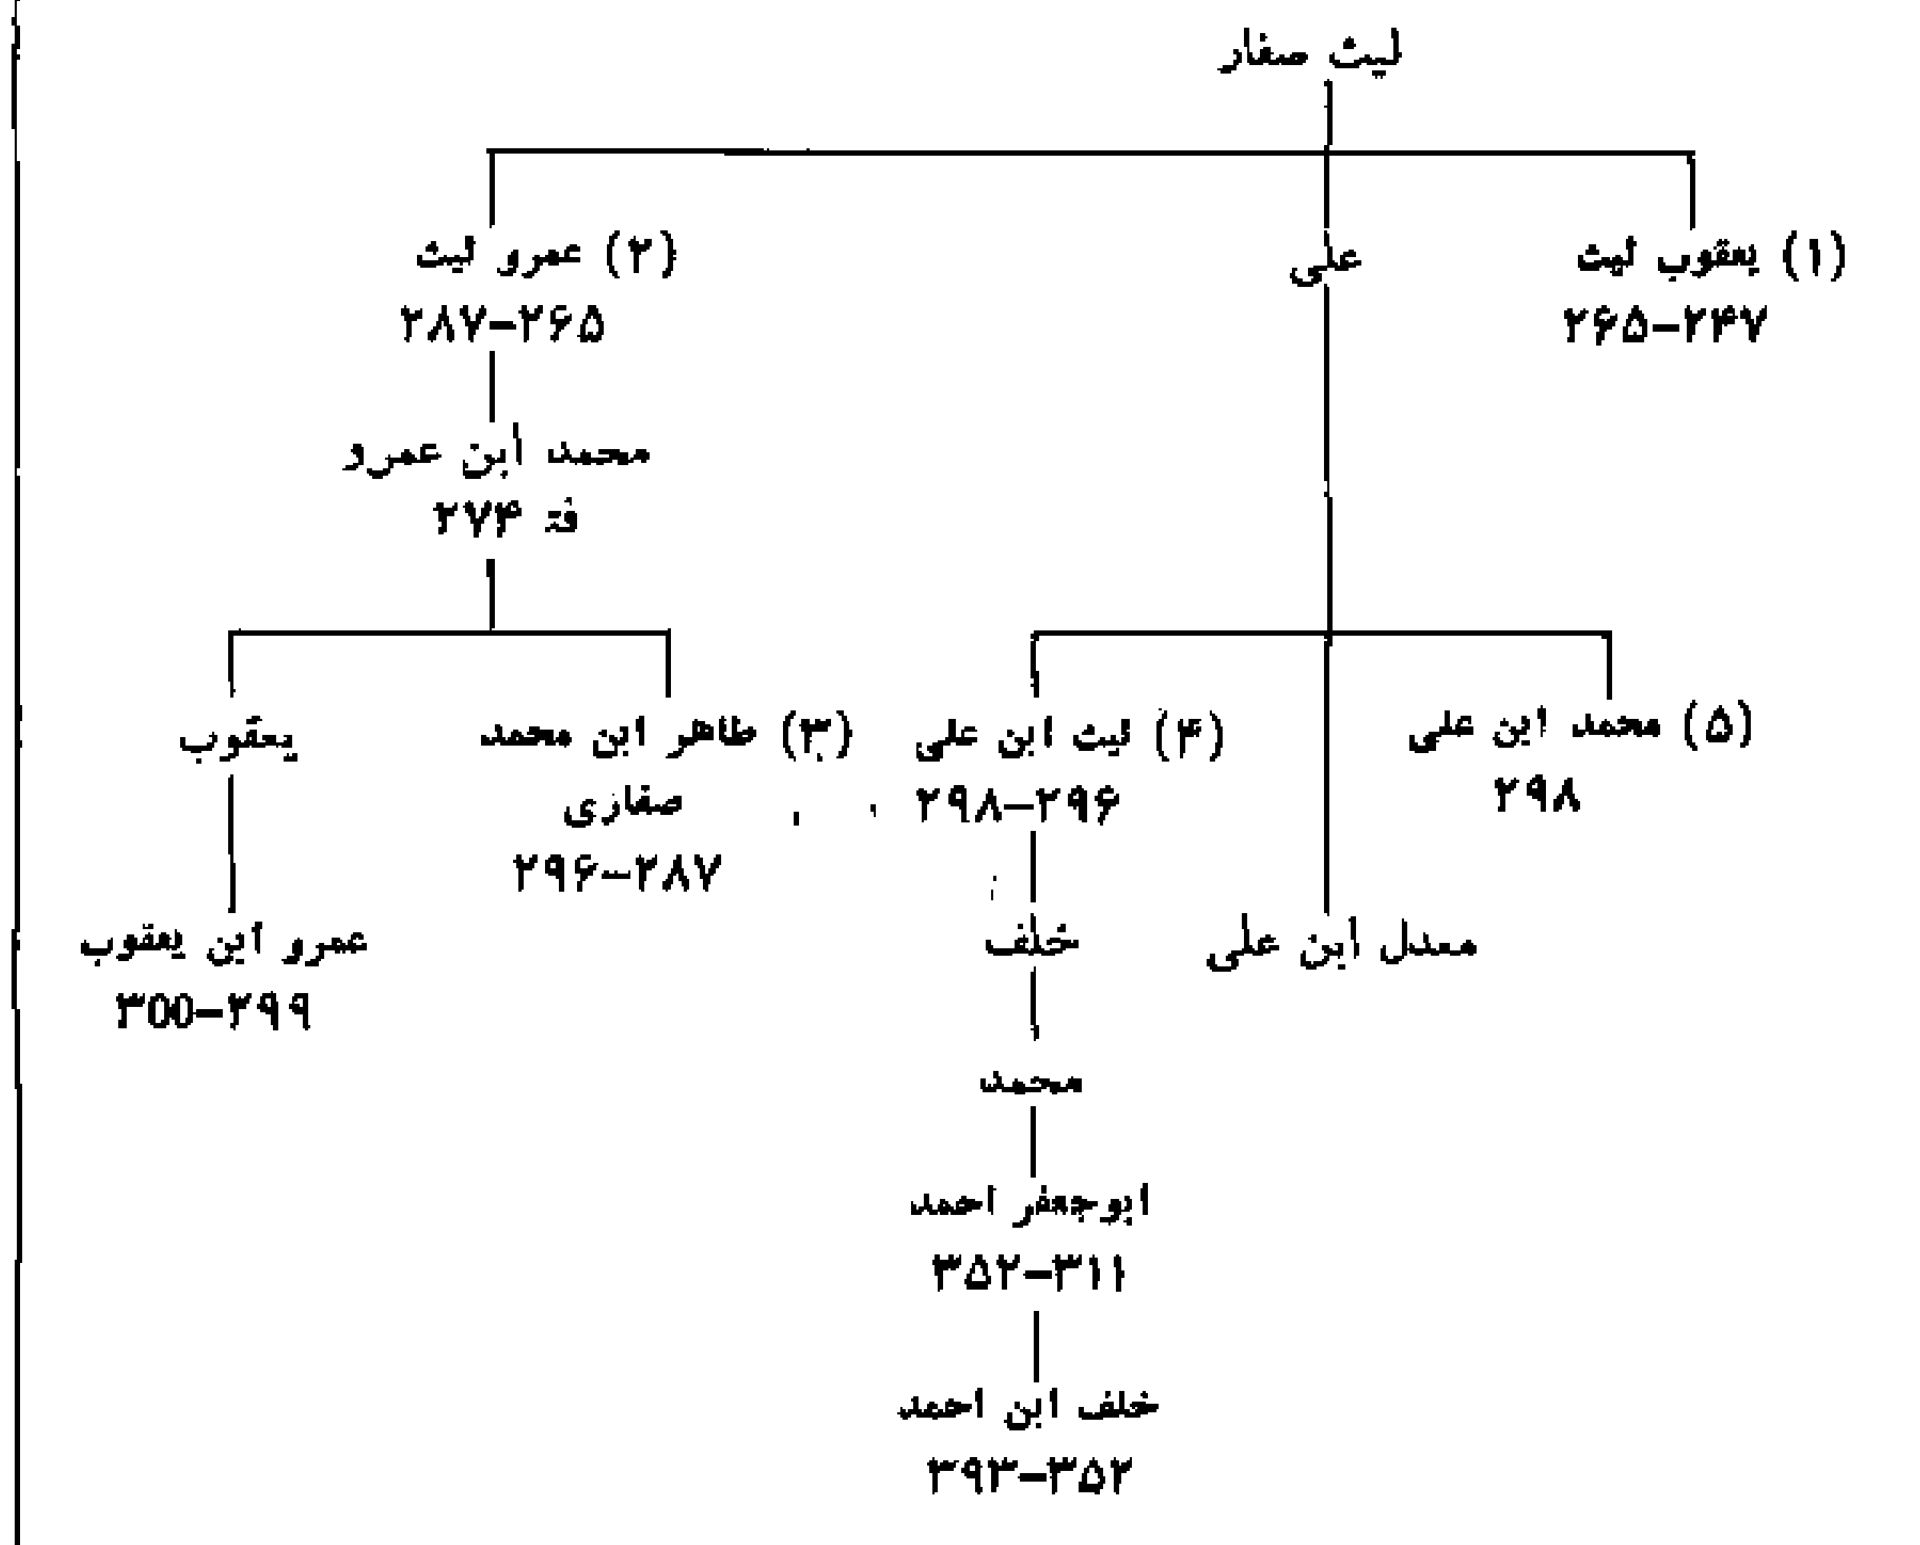 لیث صفار
(۱) یعقوب لیث
۲۴۷–۲۶۵
علی
(۲) عمرو لیث
۲۶۵–۲۸۷
محمد ابن عمرو
فته ۲۷۴
(۵) محمد ابن علی
۲۹۸
(۴) لیث ابن علی
۲۹۶–۲۹۸
(۳) طاهر ابن محمد
صفاری
۲۸۷–۲۹۶
یعقوب
معدل ابن علی
خلف
عمرو ابن یعقوب
۲۹۹–۳۰۰
محمد
ابوجعفر احمد
۳۱۱–۳۵۲
خلف ابن احمد
۳۵۲–۳۹۳